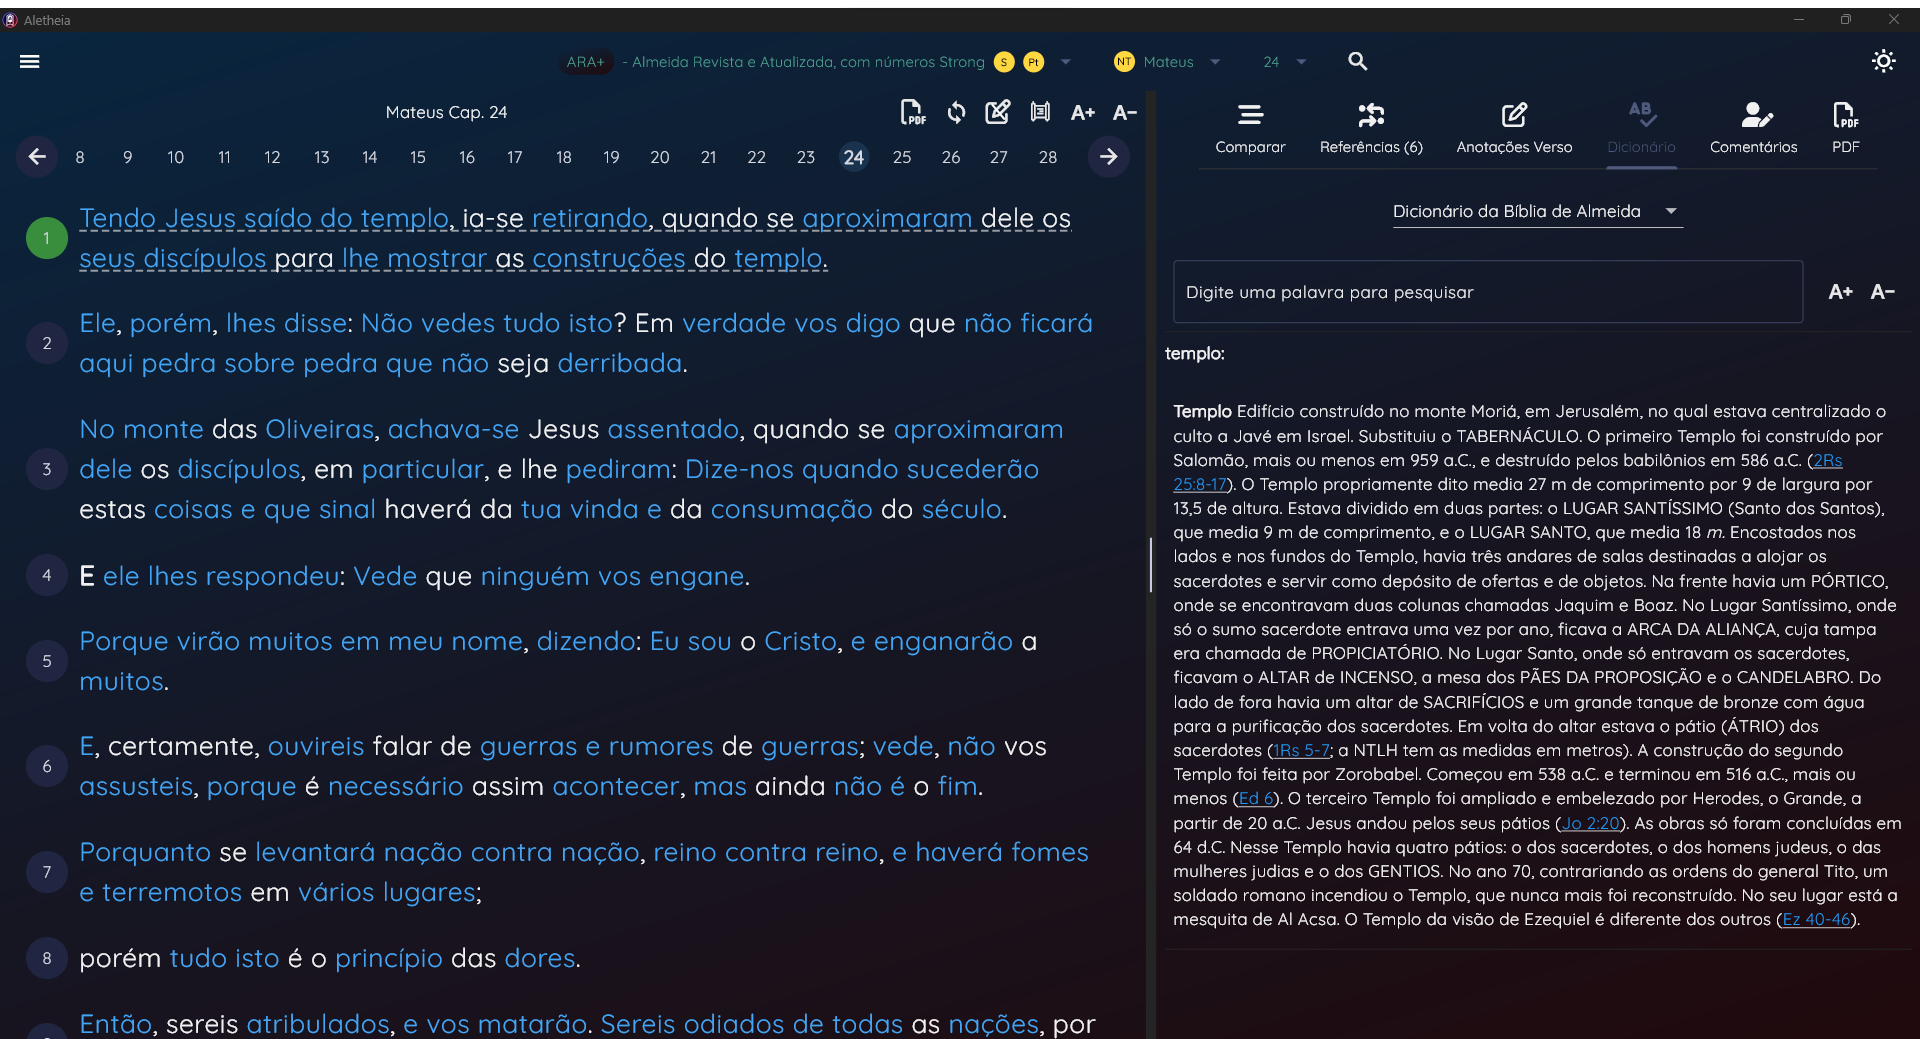 Aletheia
ARA+ - Almeida Revista e Atualizada, com números Strong S Pt NT Mateus 24
Mateus Cap. 24
PDF A+ A-
8 9 10 11 12 13 14 15 16 17 18 19 20 21 22 23 24 25 26 27 28
1 Tendo Jesus saído do templo, ia-se retirando, quando se aproximaram dele os
seus discípulos para lhe mostrar as construções do templo.
2 Ele, porém, lhes disse: Não vedes tudo isto? Em verdade vos digo que não ficará
aqui pedra sobre pedra que não seja derribada.
3 No monte das Oliveiras, achava-se Jesus assentado, quando se aproximaram
dele os discípulos, em particular, e lhe pediram: Dize-nos quando sucederão
estas coisas e que sinal haverá da tua vinda e da consumação do século.
4 E ele lhes respondeu: Vede que ninguém vos engane.
5 Porque virão muitos em meu nome, dizendo: Eu sou o Cristo, e enganarão a
muitos.
6 E, certamente, ouvireis falar de guerras e rumores de guerras; vede, não vos
assusteis, porque é necessário assim acontecer, mas ainda não é o fim.
7 Porquanto se levantará nação contra nação, reino contra reino, e haverá fomes
e terremotos em vários lugares;
8 porém tudo isto é o princípio das dores.
Então, sereis atribulados, e vos matarão. Sereis odiados de todas as nações, por
Comparar
Referências (6)
Anotações Verso
AB
Dicionário
Comentários
PDF
PDF
Dicionário da Bíblia de Almeida
Digite uma palavra para pesquisar A+ A-
templo:
Templo Edifício construído no monte Moriá, em Jerusalém, no qual estava centralizado o
culto a Javé em Israel. Substituiu o TABERNÁCULO. O primeiro Templo foi construído por
Salomão, mais ou menos em 959 a.C., e destruído pelos babilônios em 586 a.C. (2Rs
25:8-17). O Templo propriamente dito media 27 m de comprimento por 9 de largura por
13,5 de altura. Estava dividido em duas partes: o LUGAR SANTÍSSIMO (Santo dos Santos),
que media 9 m de comprimento, e o LUGAR SANTO, que media 18 m. Encostados nos
lados e nos fundos do Templo, havia três andares de salas destinadas a alojar os
sacerdotes e servir como depósito de ofertas e de objetos. Na frente havia um PÓRTICO,
onde se encontravam duas colunas chamadas Jaquim e Boaz. No Lugar Santíssimo, onde
só o sumo sacerdote entrava uma vez por ano, ficava a ARCA DA ALIANÇA, cuja tampa
era chamada de PROPICIATÓRIO. No Lugar Santo, onde só entravam os sacerdotes,
ficavam o ALTAR de INCENSO, a mesa dos PÃES DA PROPOSIÇÃO e o CANDELABRO. Do
lado de fora havia um altar de SACRIFÍCIOS e um grande tanque de bronze com água
para a purificação dos sacerdotes. Em volta do altar estava o pátio (ÁTRIO) dos
sacerdotes (1Rs 5-7; a NTLH tem as medidas em metros). A construção do segundo
Templo foi feita por Zorobabel. Começou em 538 a.C. e terminou em 516 a.C., mais ou
menos (Ed 6). O terceiro Templo foi ampliado e embelezado por Herodes, o Grande, a
partir de 20 a.C. Jesus andou pelos seus pátios (Jo 2:20). As obras só foram concluídas em
64 d.C. Nesse Templo havia quatro pátios: o dos sacerdotes, o dos homens judeus, o das
mulheres judias e o dos GENTIOS. No ano 70, contrariando as ordens do general Tito, um
soldado romano incendiou o Templo, que nunca mais foi reconstruído. No seu lugar está a
mesquita de Al Acsa. O Templo da visão de Ezequiel é diferente dos outros (Ez 40-46).